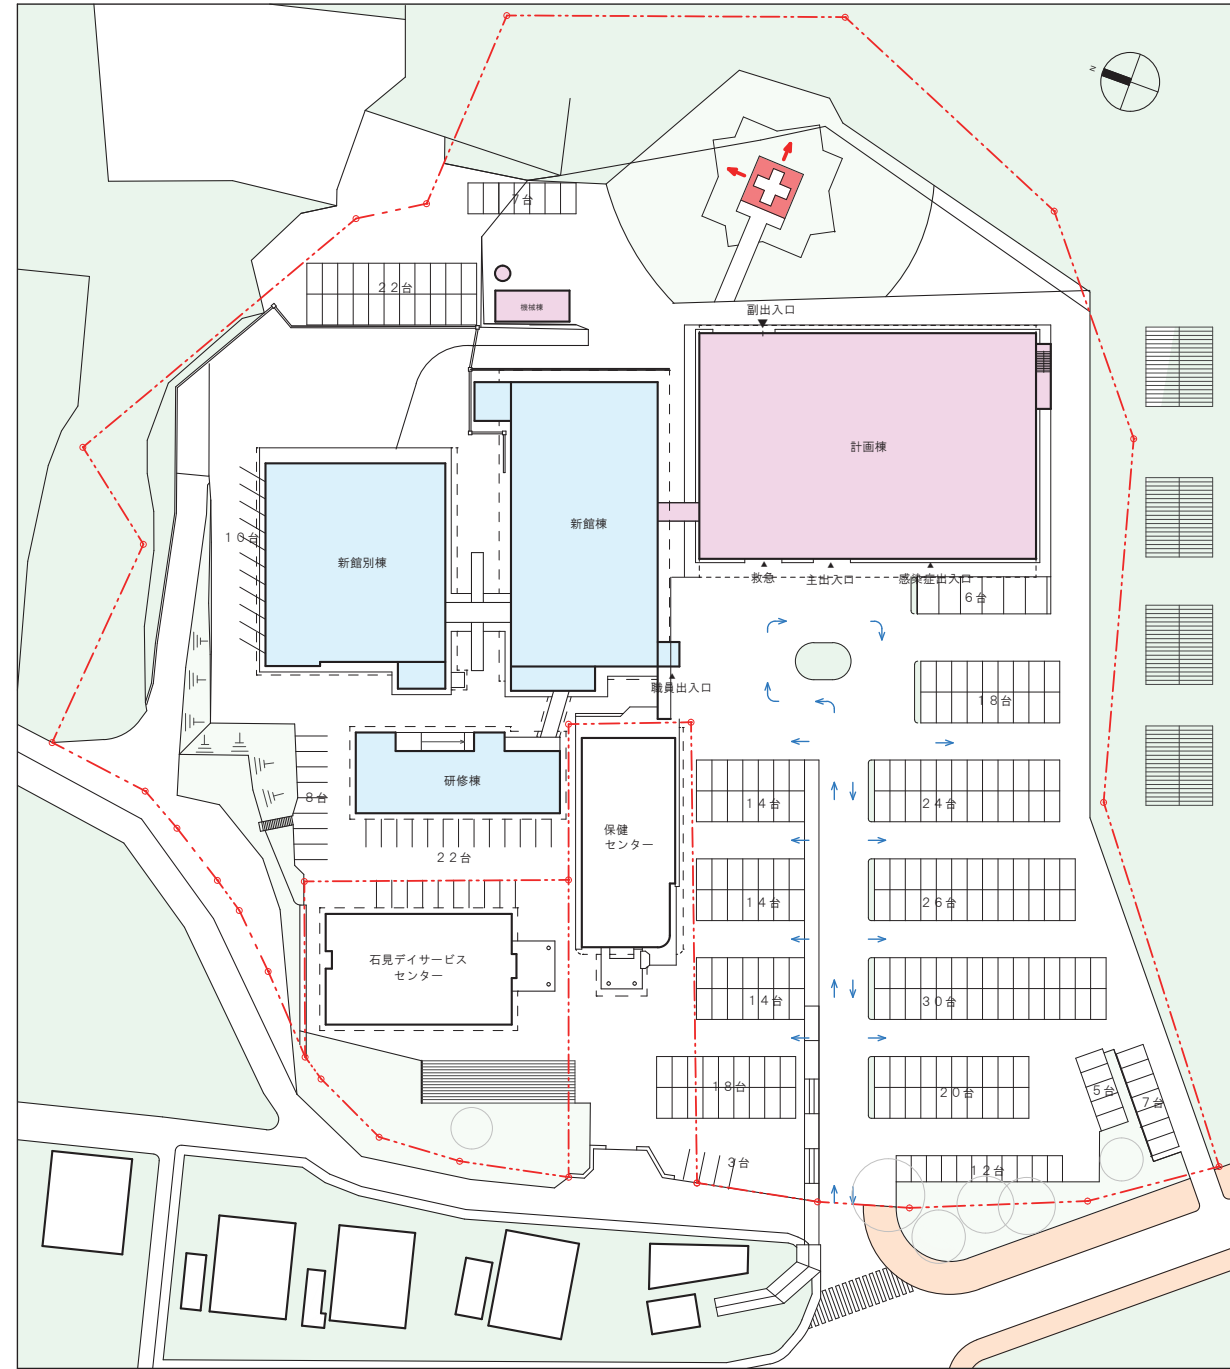 N
7台
22台
機械棟
副出入口
計画棟
新館棟
10台
新館別棟
救急
主出入口
感染症出入口
6台
職員出入口
18台
研修棟
8台
14台
24台
保健
センター
22台
14台
26台
石見デイサービス
センター
14台
30台
18台
20台
5台
7台
3台
12台